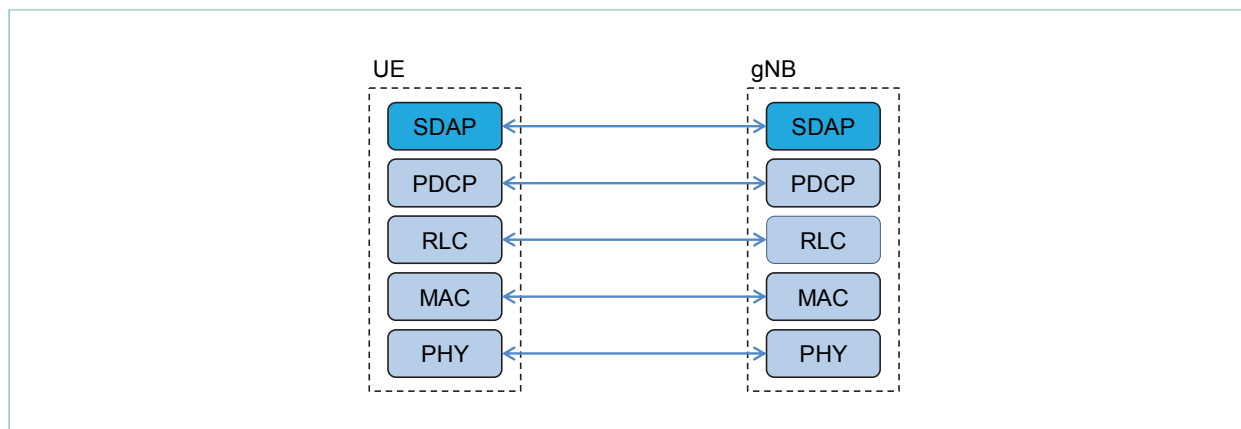 UE gNB
SDAP SDAP
PDCP PDCP
RLC RLC
MAC MAC
PHY PHY